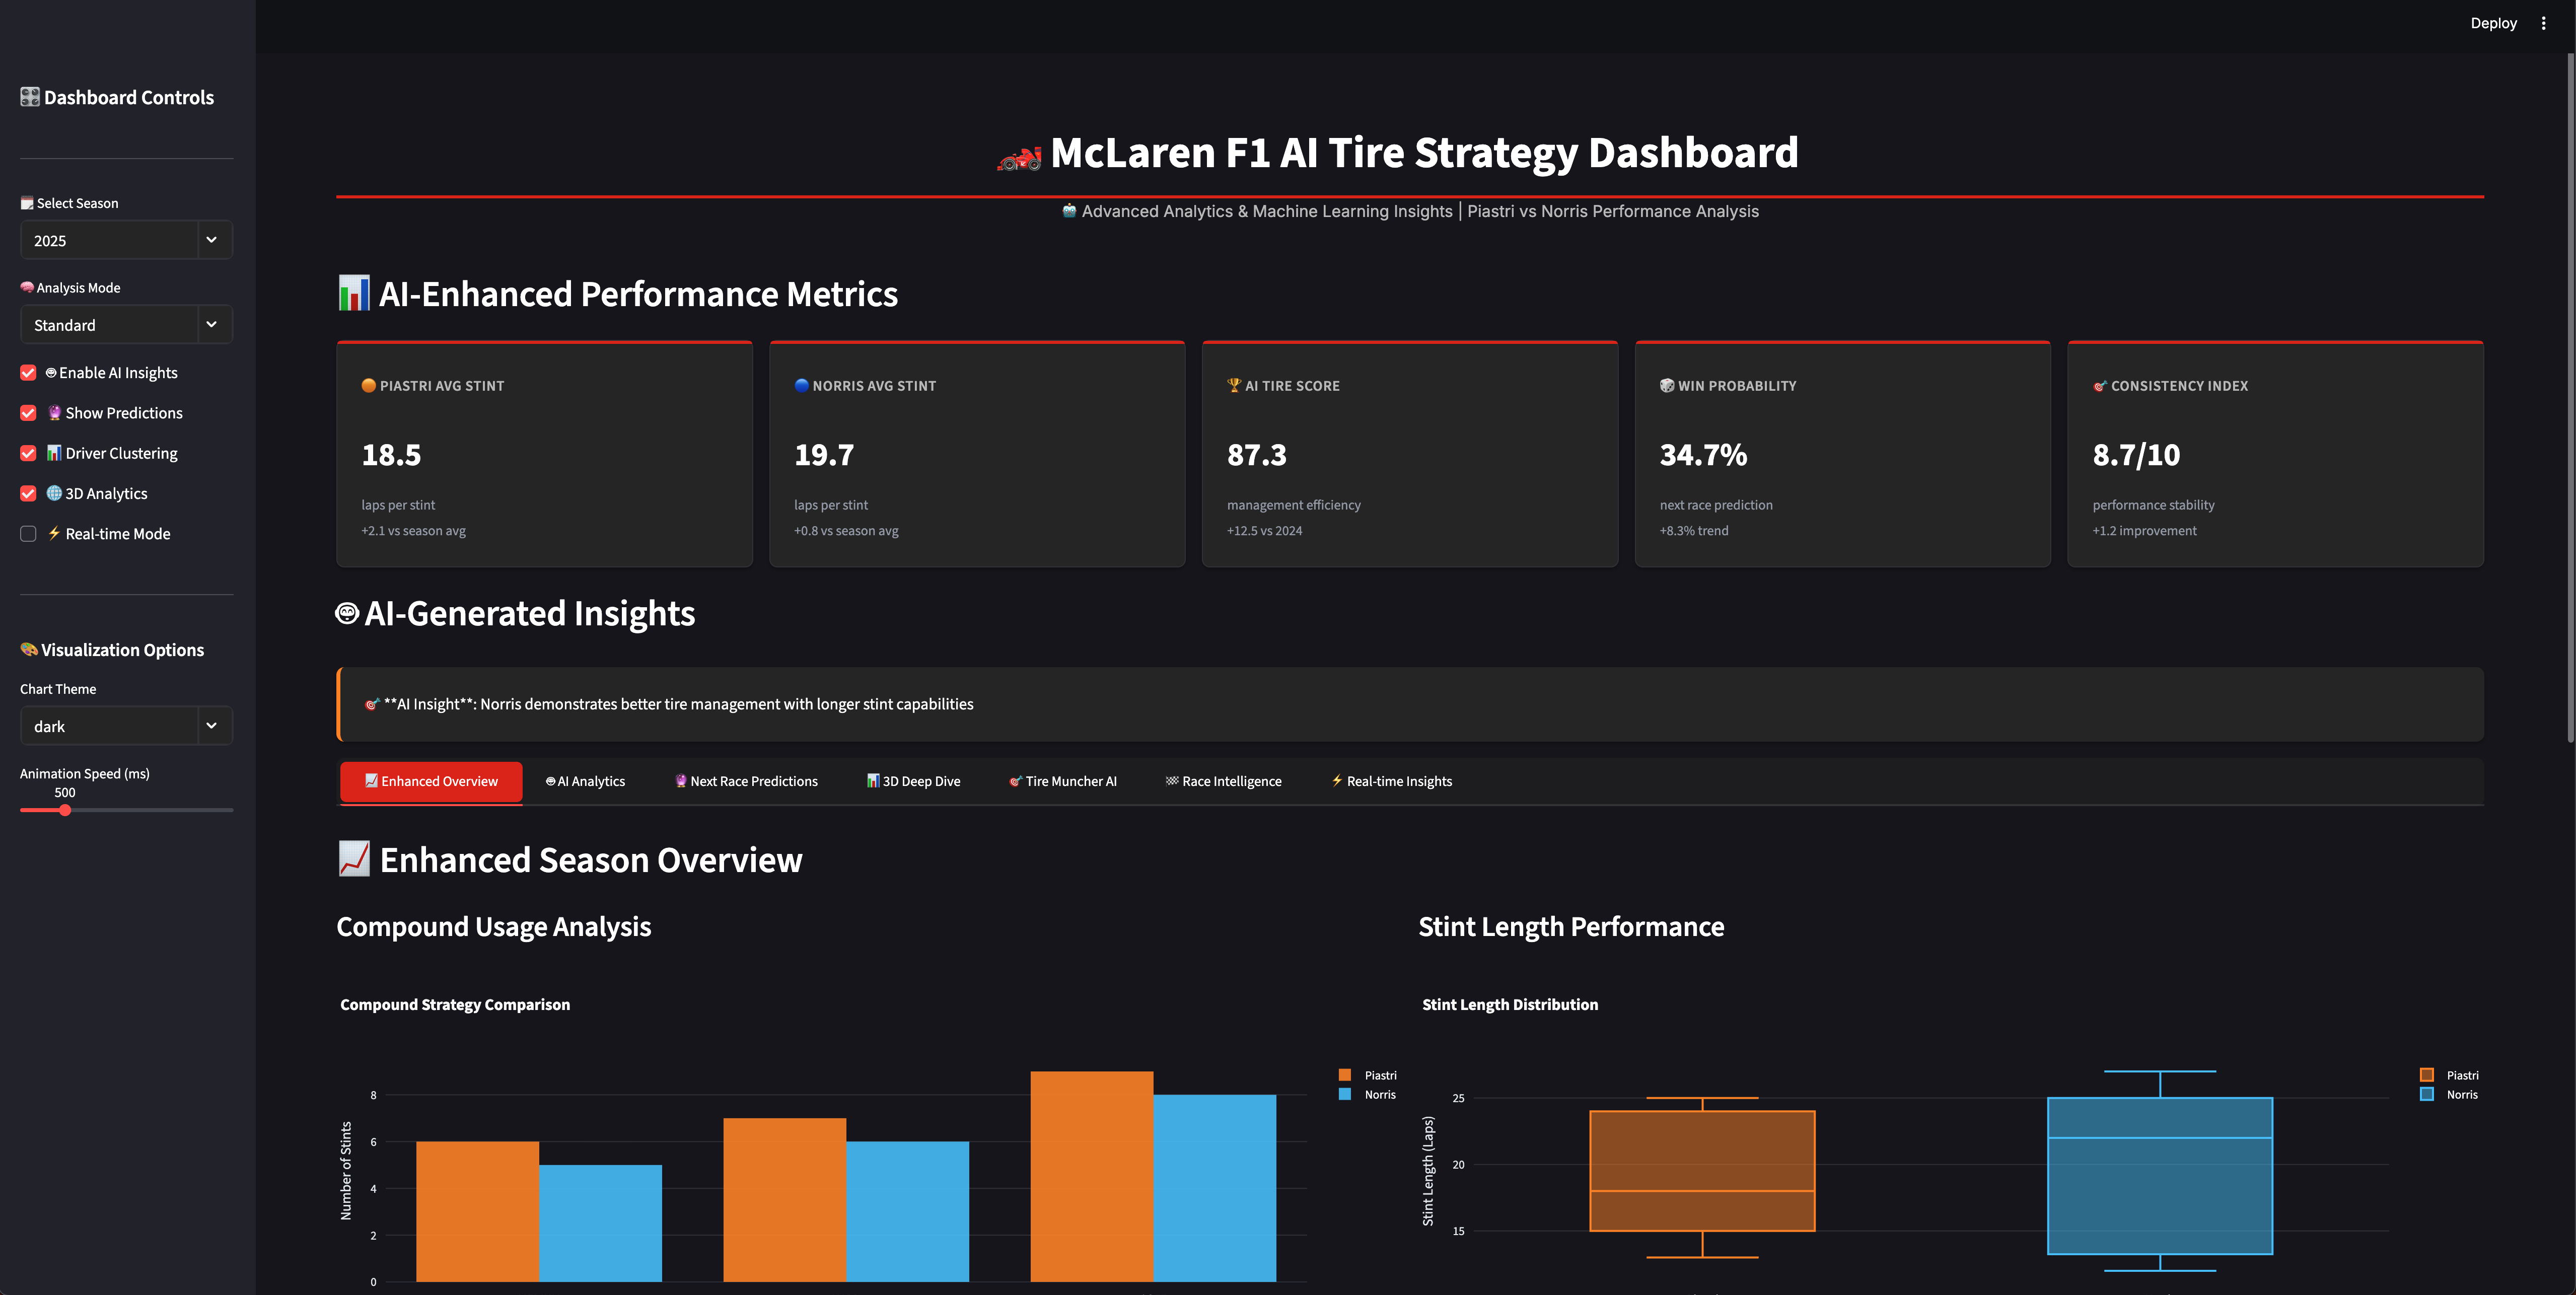 Deploy
Dashboard Controls
Select Season
2025
Analysis Mode
Standard
Enable AI Insights
Show Predictions
Driver Clustering
3D Analytics
Real-time Mode
Visualization Options
Chart Theme
dark
Animation Speed (ms)
500
McLaren F1 AI Tire Strategy Dashboard
Advanced Analytics & Machine Learning Insights | Piastri vs Norris Performance Analysis
AI-Enhanced Performance Metrics
PIASTRI AVG STINT
18.5
laps per stint
+2.1 vs season avg
NORRIS AVG STINT
19.7
laps per stint
+0.8 vs season avg
AI TIRE SCORE
87.3
management efficiency
+12.5 vs 2024
WIN PROBABILITY
34.7%
next race prediction
+8.3% trend
CONSISTENCY INDEX
8.7/10
performance stability
+1.2 improvement
AI-Generated Insights
**AI Insight**: Norris demonstrates better tire management with longer stint capabilities
Enhanced Overview
AI Analytics
Next Race Predictions
3D Deep Dive
Tire Muncher AI
Race Intelligence
Real-time Insights
Enhanced Season Overview
Compound Usage Analysis
Compound Strategy Comparison
Number of Stints
8
6
4
2
0
Piastri
Norris
Stint Length Performance
Stint Length Distribution
Stint Length (Laps)
25
20
15
Piastri
Norris